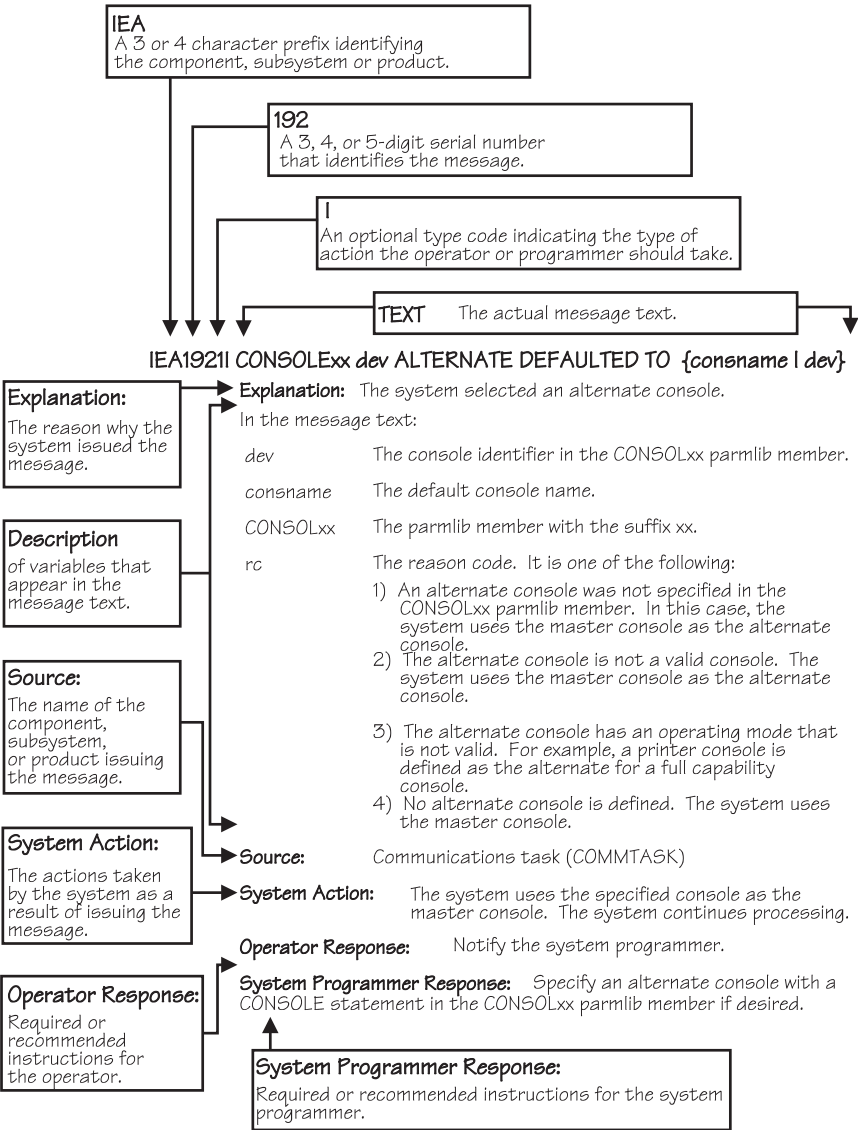 IEA
A 3 or 4 character prefix identifying
the component, subsystem or product.
192
A 3, 4, or 5-digit serial number
that identifies the message.
I
An optional type code indicating the type of
action the operator or programmer should take.
TEXT The actual message text.
IEA192I CONSOLExx dev ALTERNATE DEFAULTED TO {consname | dev}
Explanation:
The reason why the
system issued the
message.
Description
of variables that
appear in the
message text.
Source:
The name of the
component,
subsystem,
or product issuing
the message.
System Action:
The actions taken
by the system as a
result of issuing the
message.
Operator Response:
Required or
recommended
instructions for
the operator.
Explanation: The system selected an alternate console.
In the message text:
dev The console identifier in the CONSOLxx parmlib member.
consname The default console name.
CONSOLxx The parmlib member with the suffix xx.
rc The reason code. It is one of the following:
1) An alternate console was not specified in the
CONSOLxx parmlib member. In this case, the
system uses the master console as the alternate
console.
2) The alternate console is not a valid console. The
system uses the master console as the alternate
console.
3) The alternate console has an operating mode that
is not valid. For example, a printer console is
defined as the alternate for a full capability
console.
4) No alternate console is defined. The system uses
the master console.
Source: Communications task (COMMTASK)
System Action: The system uses the specified console as the
master console. The system continues processing.
Operator Response: Notify the system programmer.
System Programmer Response: Specify an alternate console with a
CONSOLE statement in the CONSOLxx parmlib member if desired.
System Programmer Response:
Required or recommended instructions for the system
programmer.